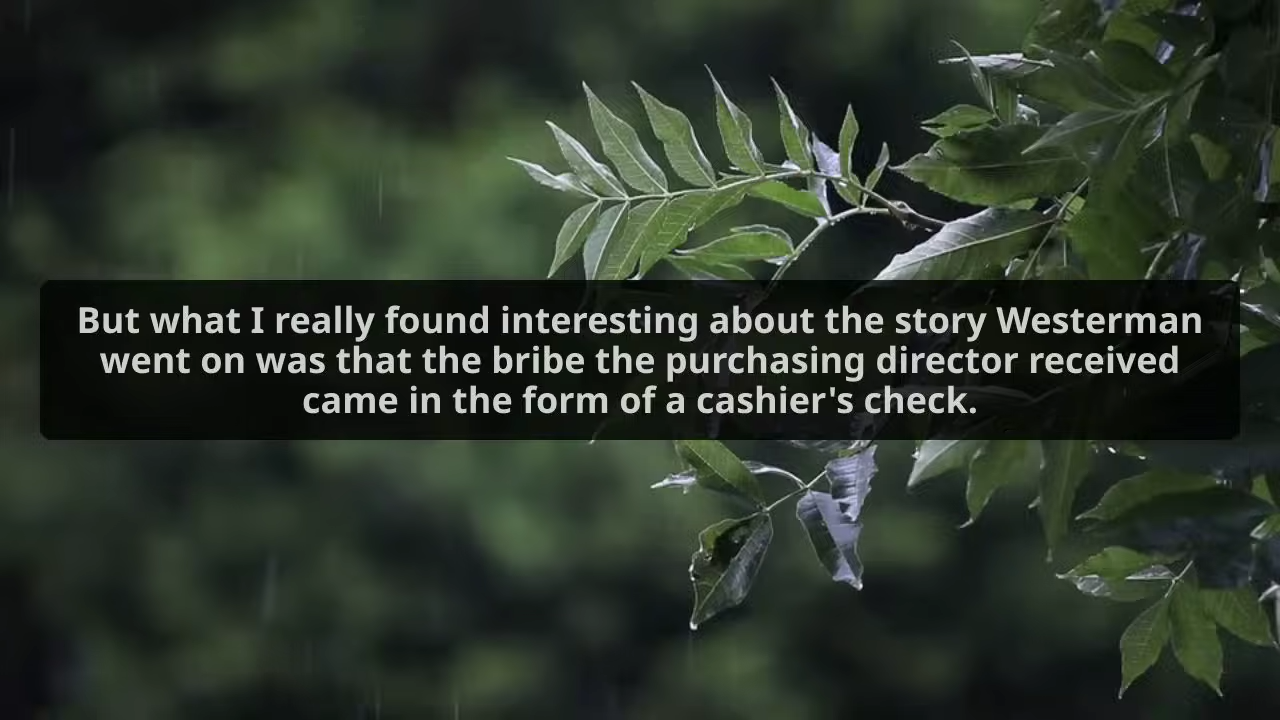 But what I really found interesting about the story Westerman
went on was that the bribe the purchasing director received
came in the form of a cashier's check.